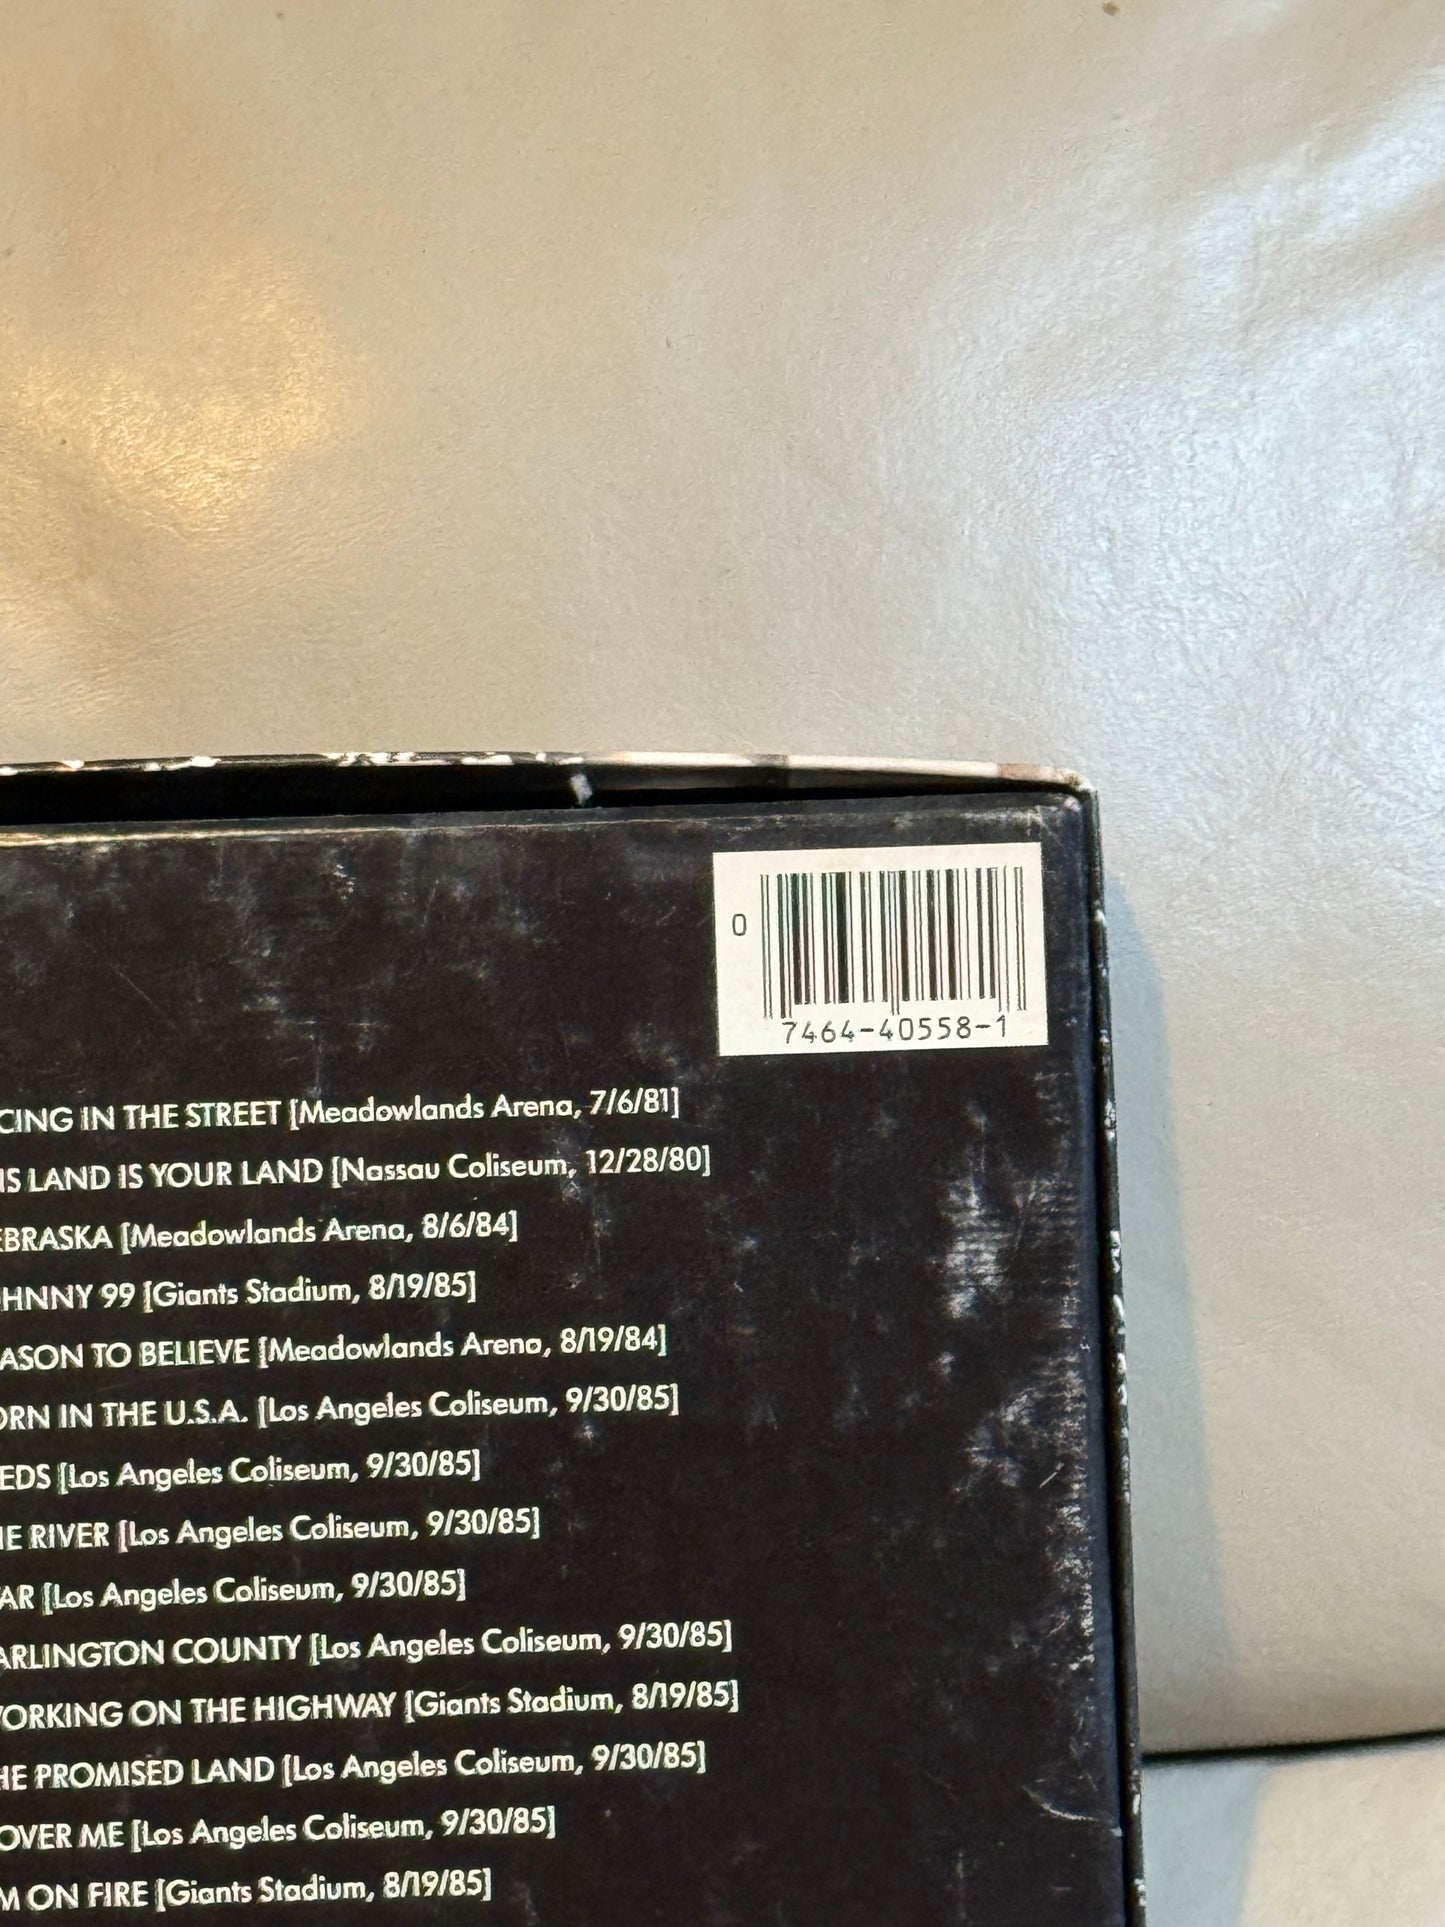 0
7464-40558-1
CING IN THE STREET [Meadowlands Arena, 7/6/81]
IS LAND IS YOUR LAND [Nassau Coliseum, 12/28/80]
EBRASKA [Meadowlands Arena, 8/6/84]
HNNY 99 [Giants Stadium, 8/19/85]
ASON TO BELIEVE [Meadowlands Arena, 8/19/84]
ORN IN THE U.S.A. [Los Angeles Coliseum, 9/30/85]
EDS [Los Angeles Coliseum, 9/30/85]
HE RIVER [Los Angeles Coliseum, 9/30/85]
AR [Los Angeles Coliseum, 9/30/85]
ARLINGTON COUNTY [Los Angeles Coliseum, 9/30/85]
ORKING ON THE HIGHWAY [Giants Stadium, 8/19/85]
HE PROMISED LAND [Los Angeles Coliseum, 9/30/85]
OVER ME [Los Angeles Coliseum, 9/30/85]
M ON FIRE [Giants Stadium, 8/19/85]